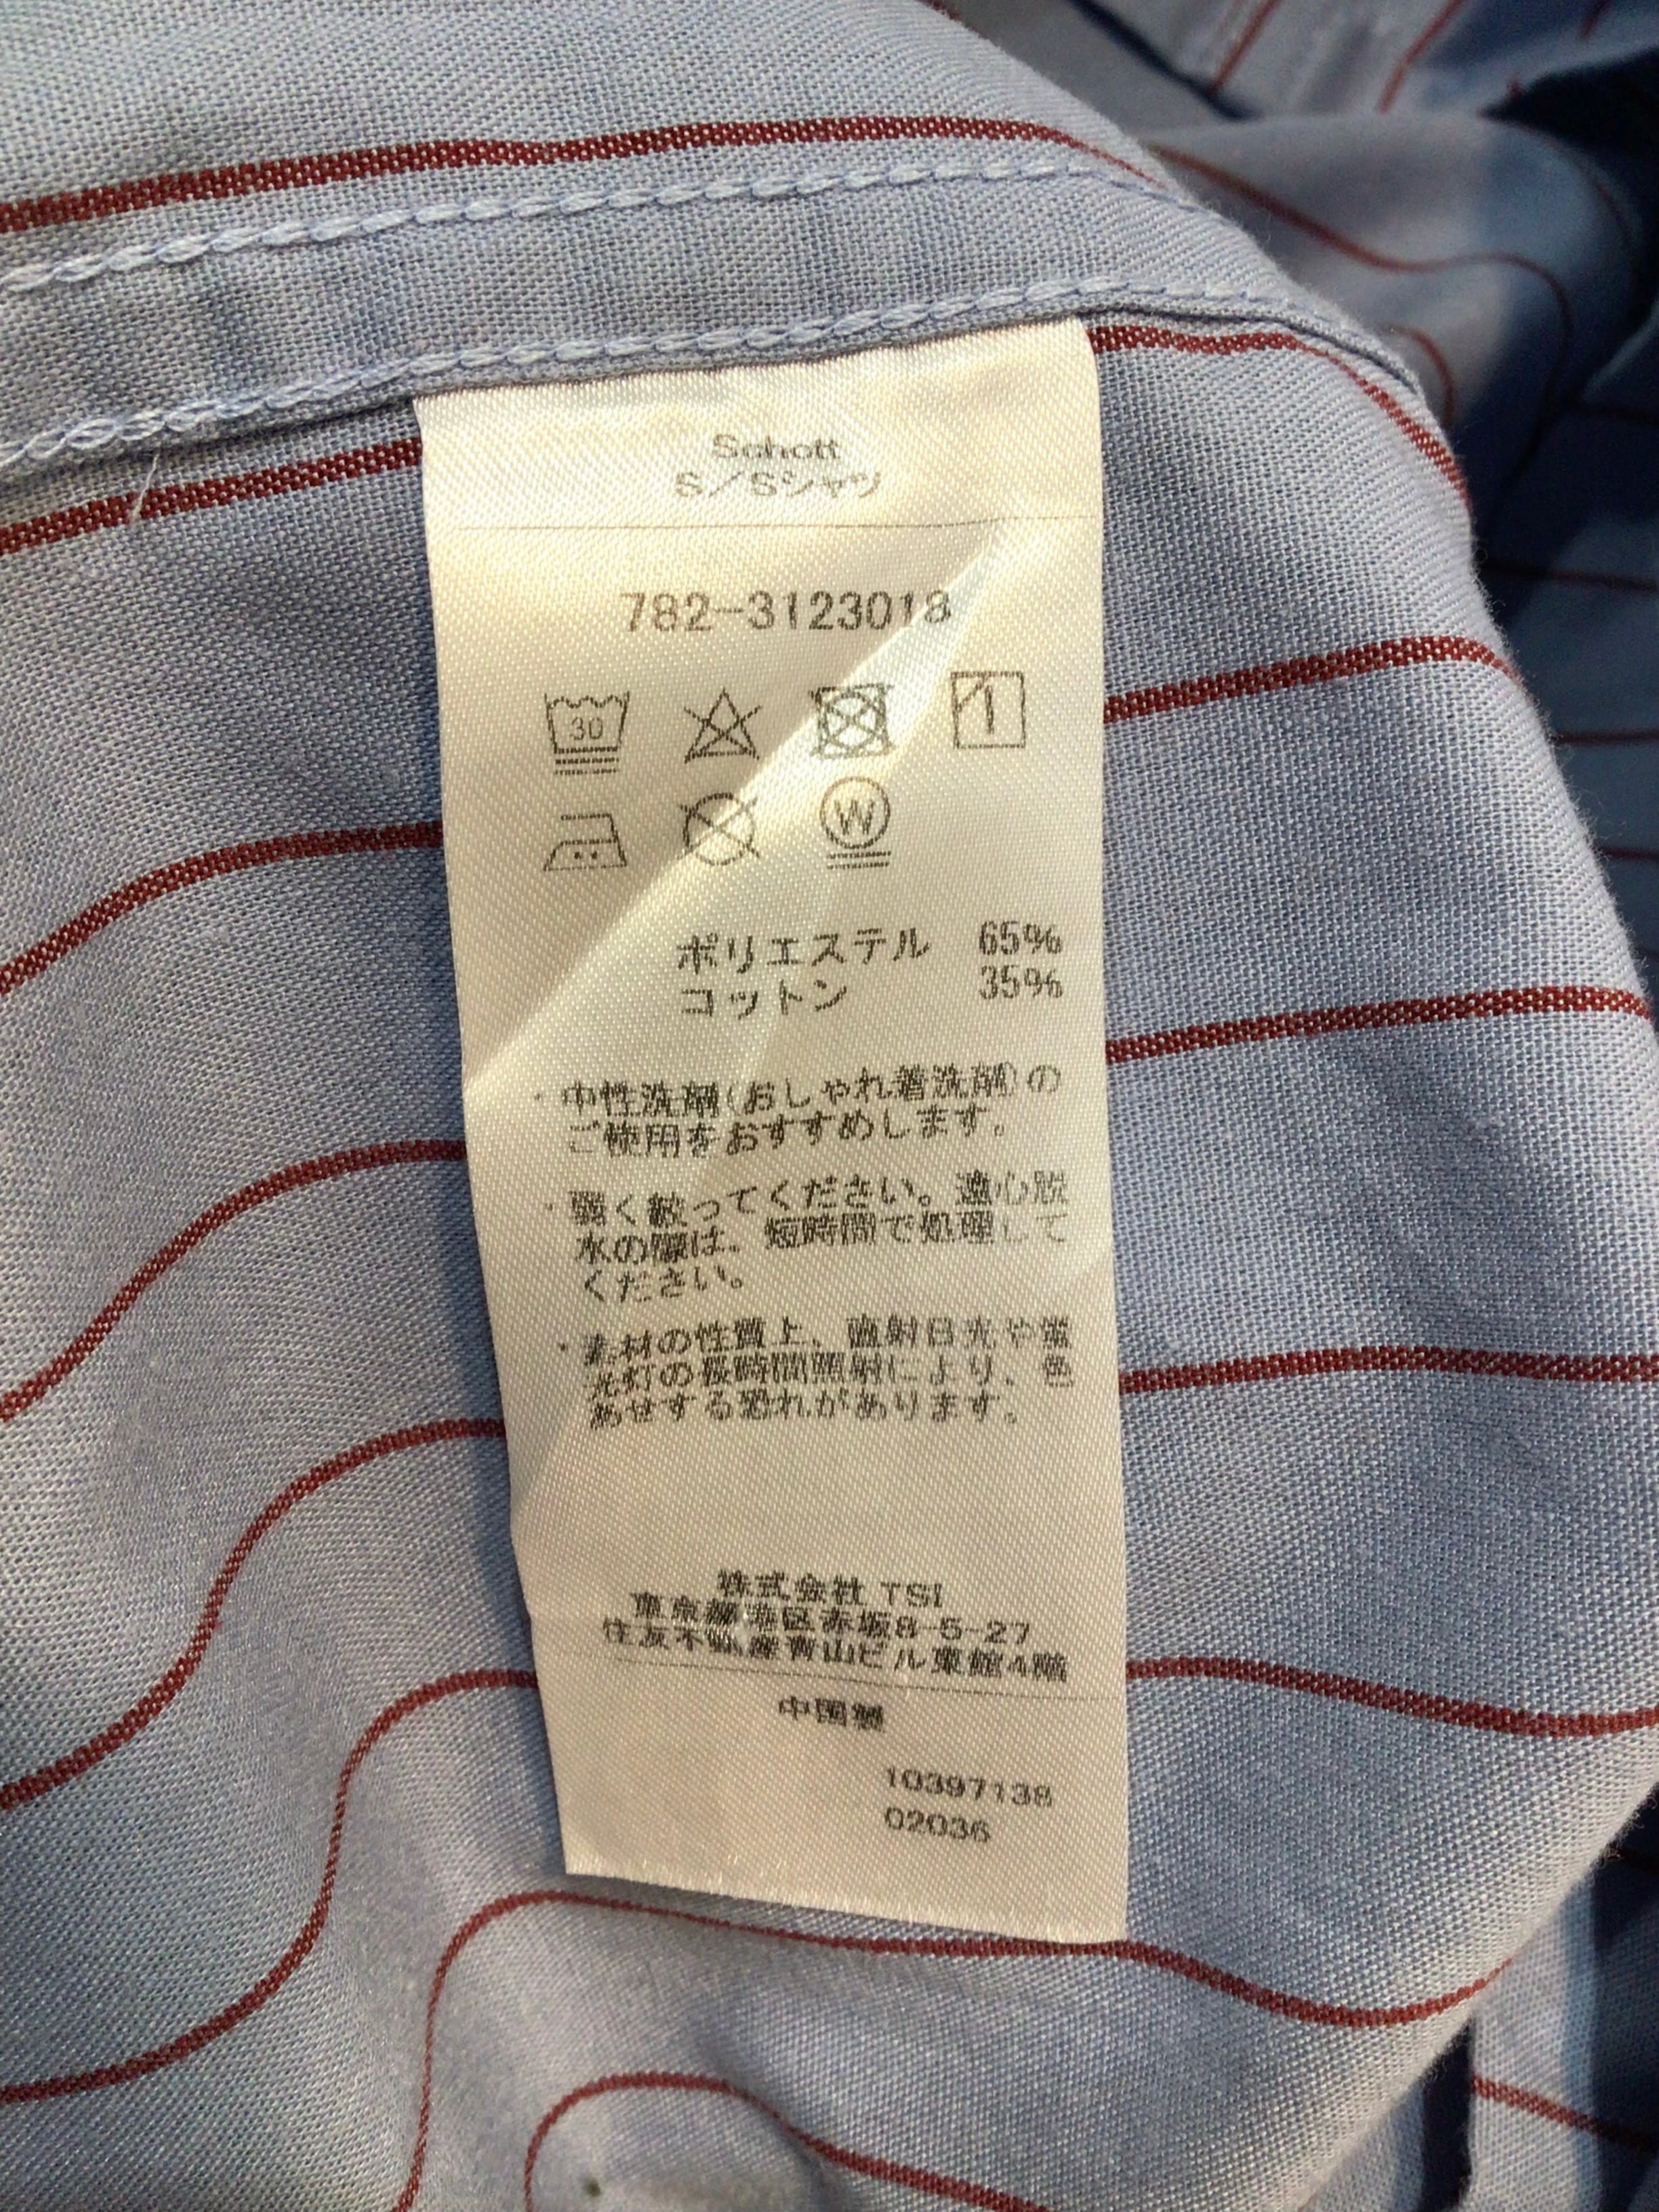 Schott
S/Sシャツ
782-3123018
30
W
ポリエステル 65%
コットン 35%
・中性洗剤(おしゃれ着洗剤)の
ご使用をおすすめします。
・弱く絞ってください。遠心脱
水の際は、短時間で処理して
ください。
・素材の性質上、直射日光や蛍
光灯の長時間照射により、色
あせする恐れがあります。
株式会社 TSI
東京都港区赤坂8-5-27
住友不動産青山ビル東館4階
中国製
10397138
02036